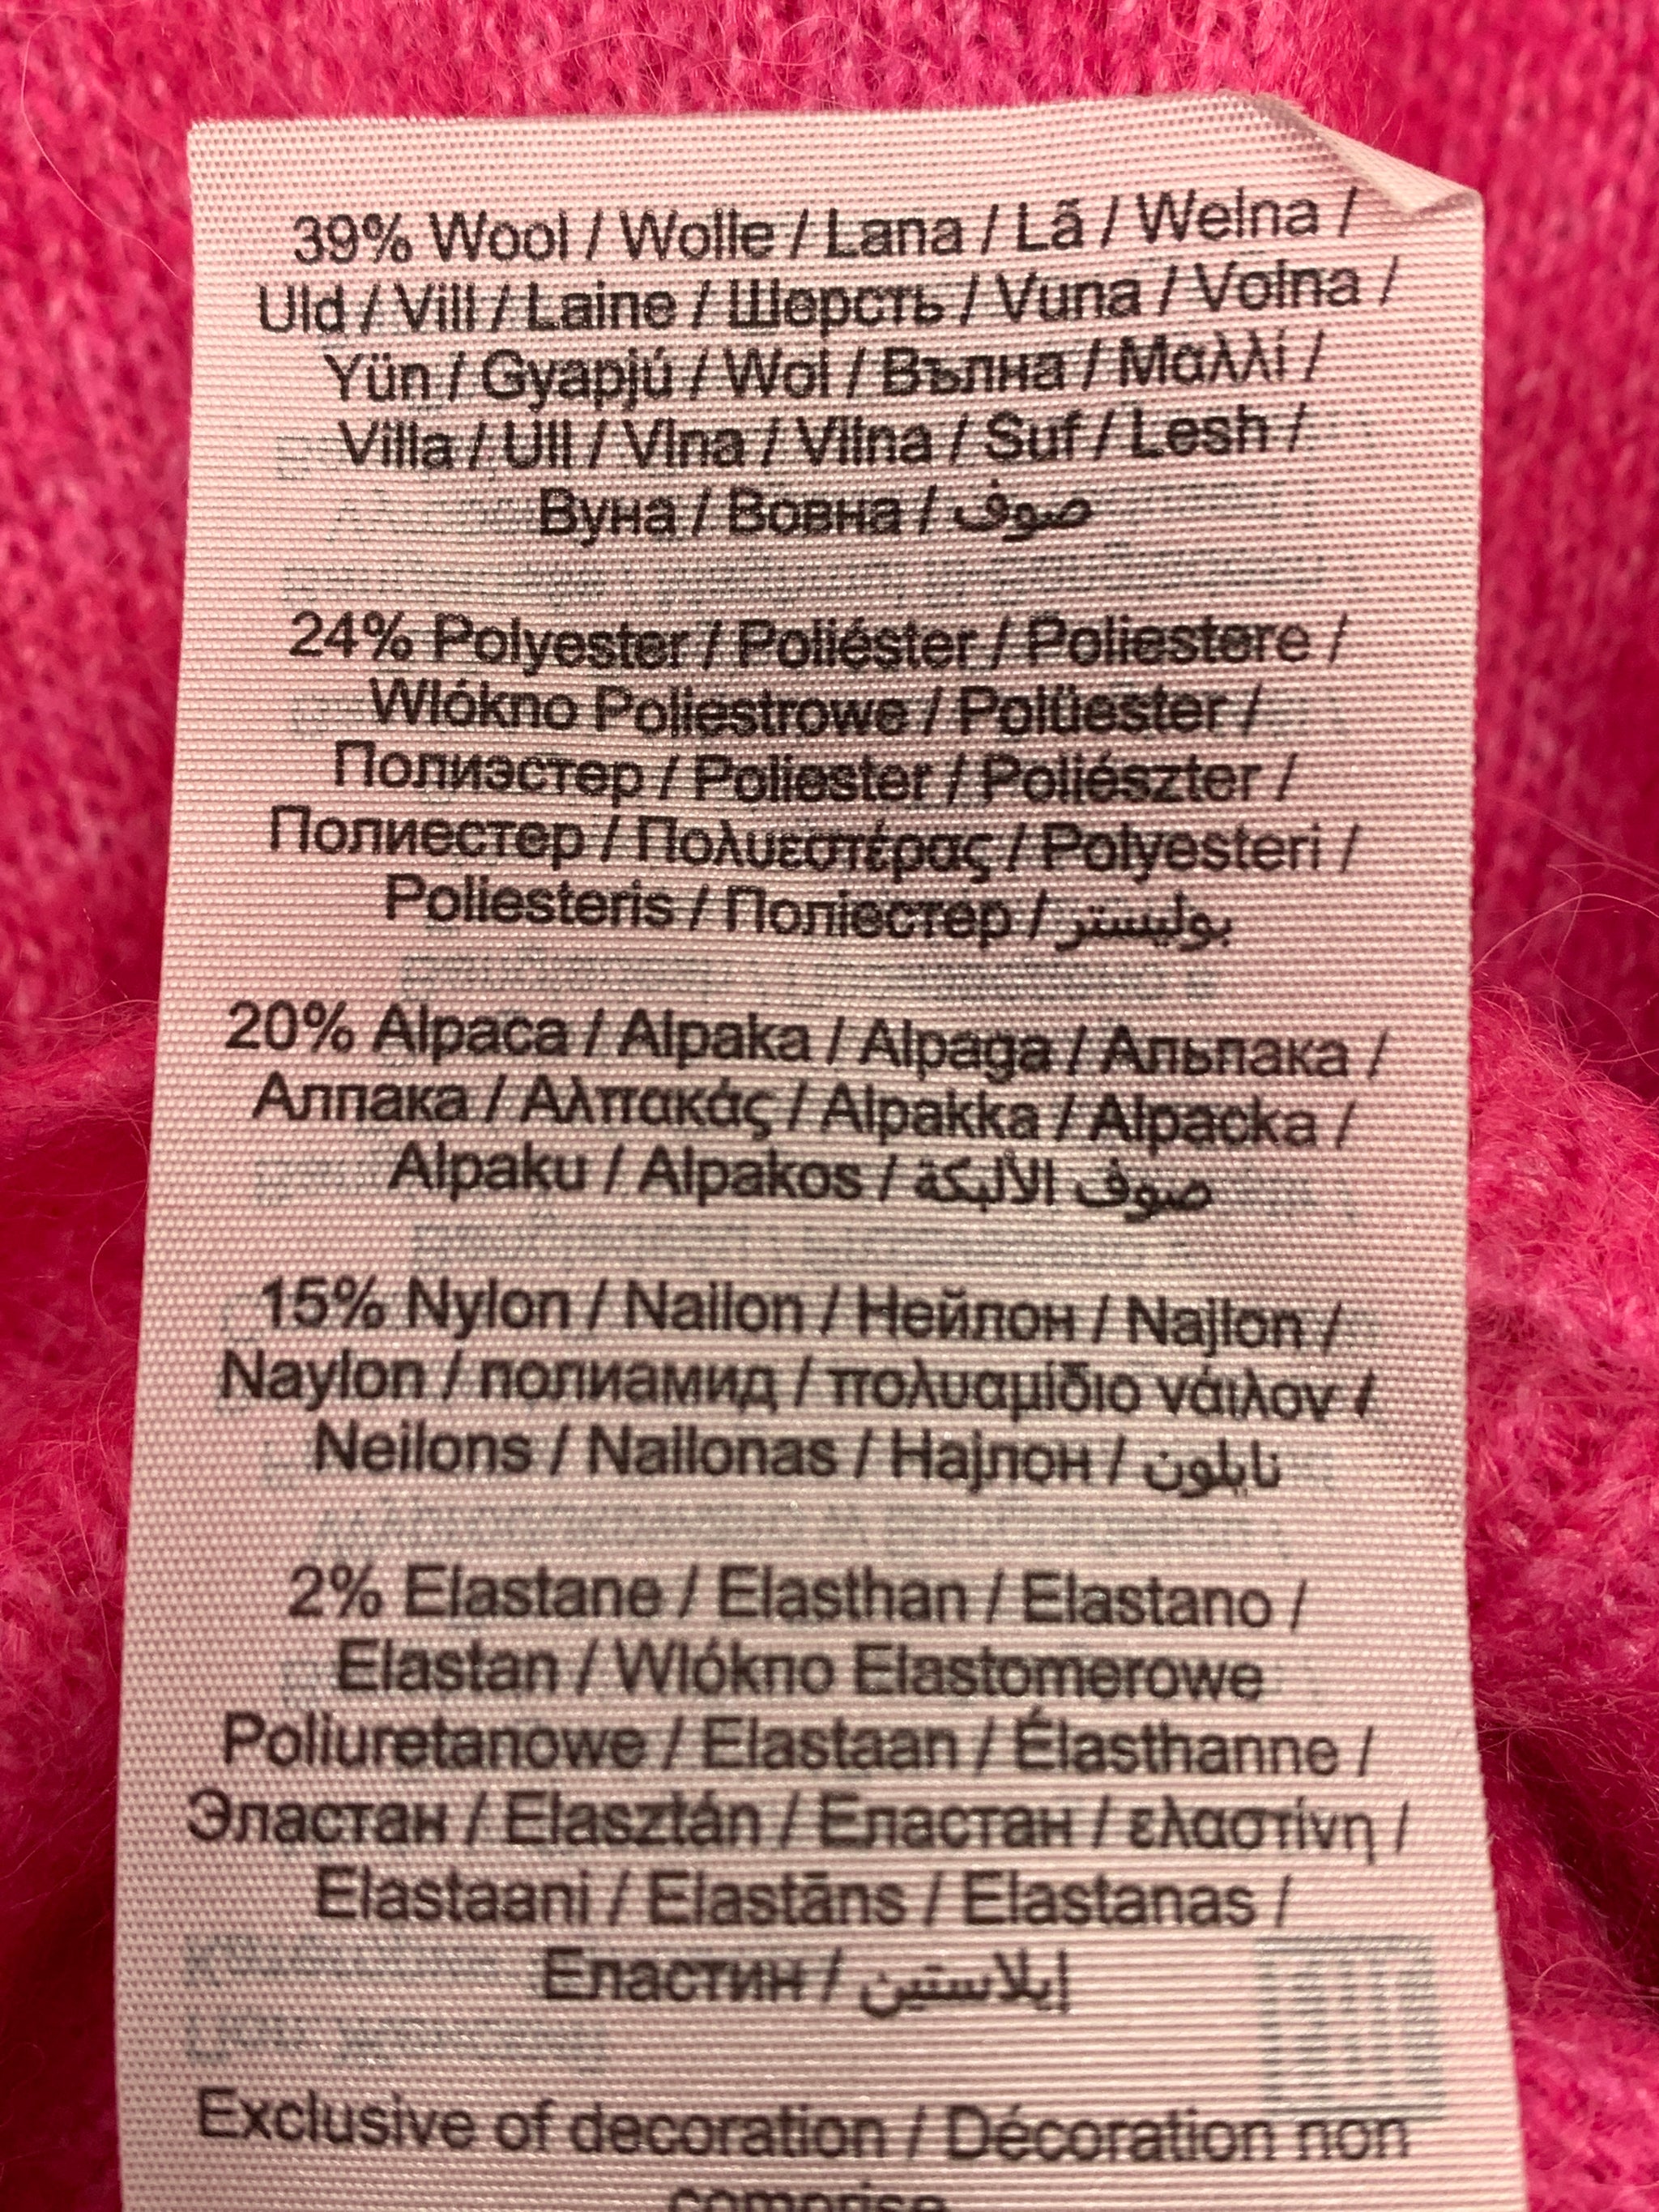 39% Wool / Wolle / Lana / Lã / Wełna /
Uld / Vill / Laine / Шерсть / Vuna / Volna /
Yün / Gyapjú / Wol / Вълна / Μαλλί /
Villa / Ull / Vlna / Vilna / Suf / Lesh /
Вуна / Вовна / صوف
24% Polyester / Poliéster / Poliestere /
Włókno Poliestrowe / Polüester /
Полиэстер / Poliester / Poliészter /
Полиестер / Πολυεστέρας / Polyesteri /
Poliesteris / Поліестер / بوليستر
20% Alpaca / Alpaka / Alpaga / Альпака /
Алпака / Αλπακάς / Alpakka / Alpacka /
Alpaku / Alpakos / صوف الألبكة
15% Nylon / Nailon / Нейлон / Najlon /
Naylon / полиамид / πολυαμίδιο νάιλον /
Neilons / Nailonas / Најлон / نايلون
2% Elastane / Elasthan / Elastano /
Elastan / Włókno Elastomerowe
Poliuretanowe / Elastaan / Élasthanne /
Эластан / Elasztán / Еластан / ελαστίνη /
Elastaani / Elastāns / Elastanas /
Еластин / إيلاستين
Exclusive of decoration / Décoration non
comprise